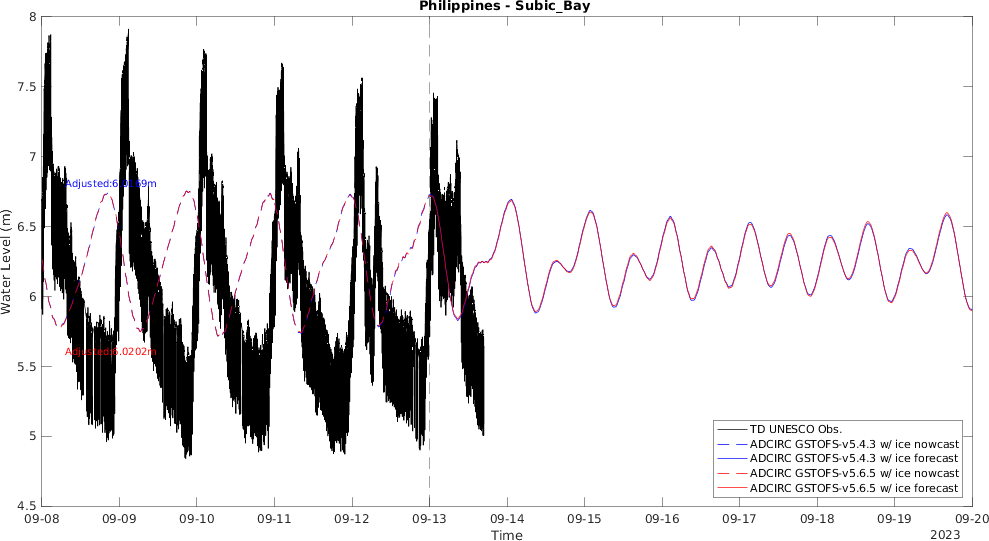 Philippines - Subic_Bay
8
7.5
7
6.5
6
5.5
5
4.5
Water Level (m)
Adjusted:6.0202m
09-08
09-09
09-10
09-11
09-12
09-13
09-14
09-15
09-16
09-17
09-18
09-19
09-20
Time
2023
TD UNESCO Obs.
ADCIRC GSTOFS-v5.4.3 w/ ice nowcast
ADCIRC GSTOFS-v5.4.3 w/ ice forecast
ADCIRC GSTOFS-v5.6.5 w/ ice nowcast
ADCIRC GSTOFS-v5.6.5 w/ ice forecast